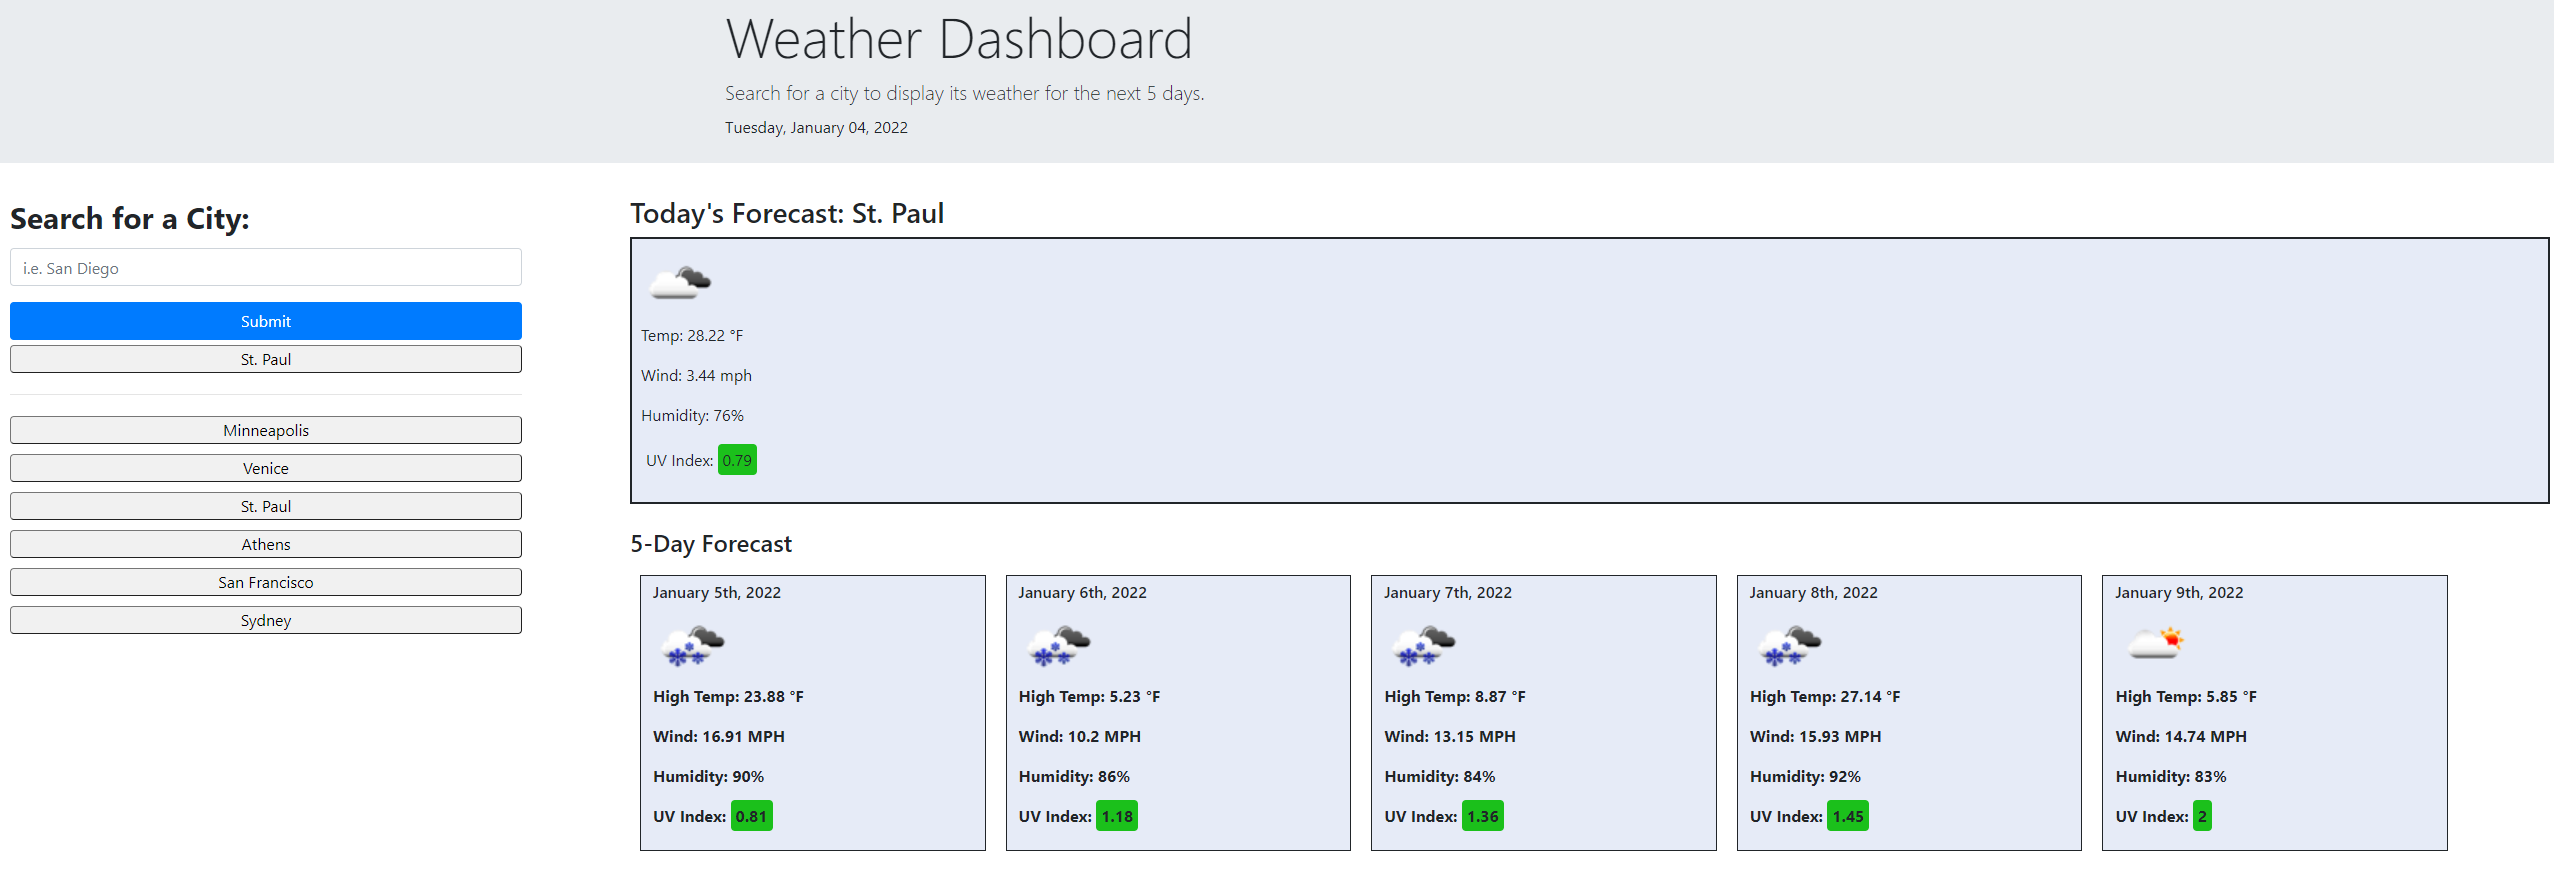 Weather Dashboard
Search for a city to display its weather for the next 5 days.
Tuesday, January 04, 2022
Search for a City:
i.e. San Diego
Submit
St. Paul
Minneapolis
Venice
St. Paul
Athens
San Francisco
Sydney
Today's Forecast: St. Paul
Temp: 28.22 °F
Wind: 3.44 mph
Humidity: 76%
UV Index: 0.79
5-Day Forecast
January 5th, 2022
High Temp: 23.88 °F
Wind: 16.91 MPH
Humidity: 90%
UV Index: 0.81
January 6th, 2022
High Temp: 5.23 °F
Wind: 10.2 MPH
Humidity: 86%
UV Index: 1.18
January 7th, 2022
High Temp: 8.87 °F
Wind: 13.15 MPH
Humidity: 84%
UV Index: 1.36
January 8th, 2022
High Temp: 27.14 °F
Wind: 15.93 MPH
Humidity: 92%
UV Index: 1.45
January 9th, 2022
High Temp: 5.85 °F
Wind: 14.74 MPH
Humidity: 83%
UV Index: 2